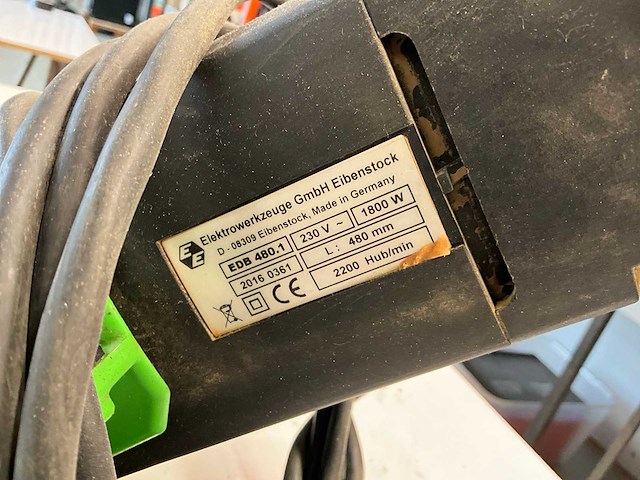 EE Elektrowerkzeuge GmbH Eibenstock
D - 08309 Eibenstock, Made in Germany
EDB 480.1 230 V ~ 1800 W
2016 0361 L : 480 mm
CE 2200 Hub/min